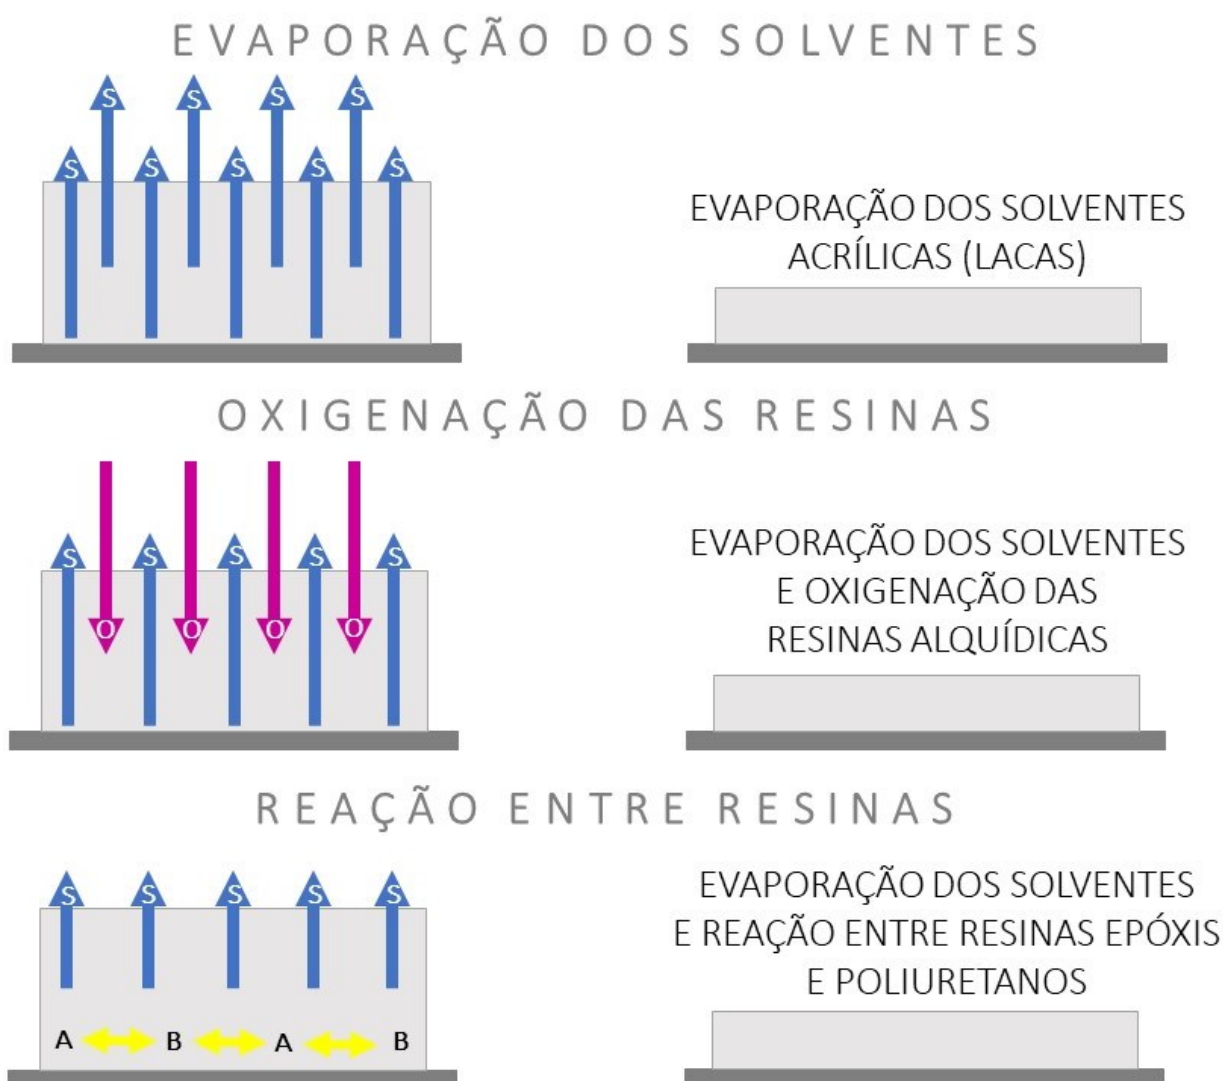 EVAPORAÇÃO DOS SOLVENTES
S S S S
S S S S S
EVAPORAÇÃO DOS SOLVENTES
ACRÍLICAS (LACAS)
OXIGENAÇÃO DAS RESINAS
S S S S S
O O O O
EVAPORAÇÃO DOS SOLVENTES
E OXIGENAÇÃO DAS
RESINAS ALQUÍDICAS
REAÇÃO ENTRE RESINAS
S S S S S
A B A B
EVAPORAÇÃO DOS SOLVENTES
E REAÇÃO ENTRE RESINAS EPÓXIS
E POLIURETANOS